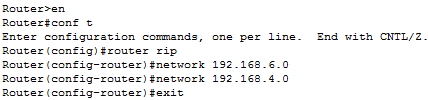 Router>en
Router#conf t
Enter configuration commands, one per line.  End with CNTL/Z.
Router(config)#router rip
Router(config-router)#network 192.168.6.0
Router(config-router)#network 192.168.4.0
Router(config-router)#exit